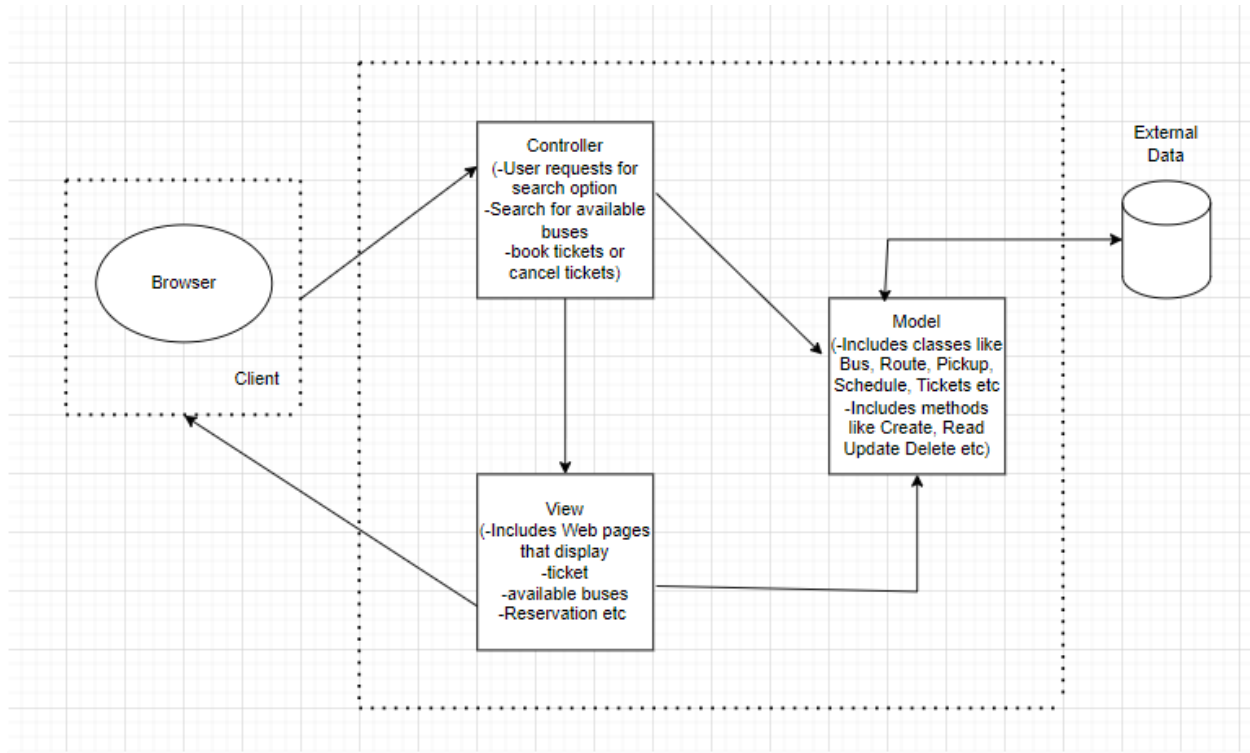 Controller
(-User requests for
search option
-Search for available
buses
-book tickets or
cancel tickets)
External
Data
Browser
Client
Model
(-Includes classes like
Bus, Route, Pickup,
Schedule, Tickets etc
-Includes methods
like Create, Read
Update Delete etc)
View
(-Includes Web pages
that display
-ticket
-available buses
-Reservation etc